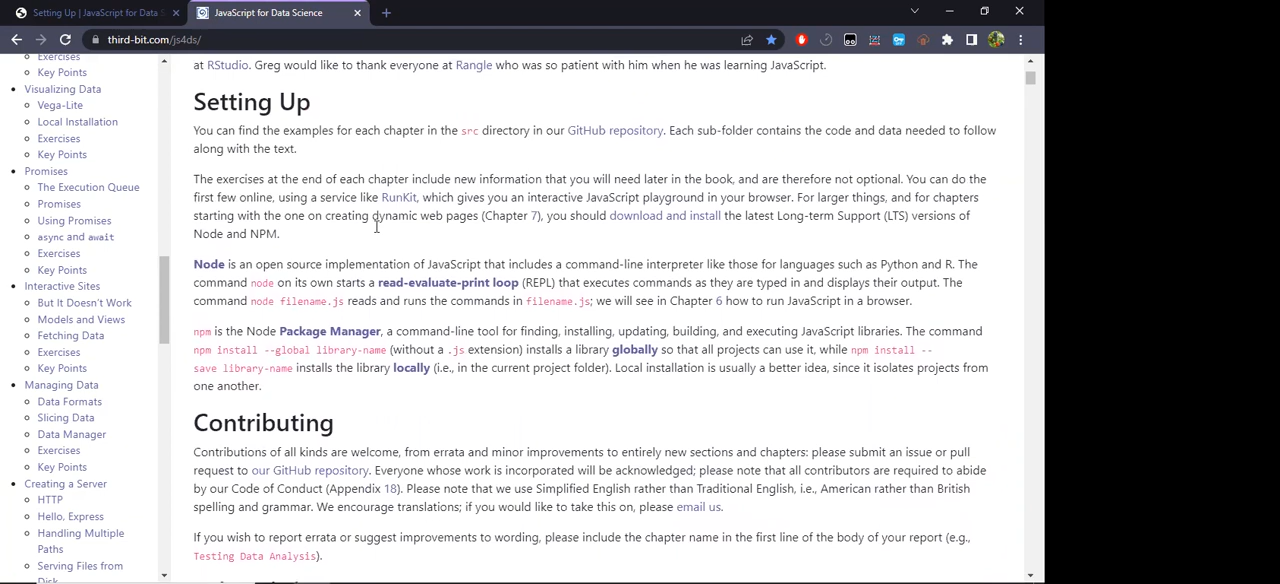 Setting Up | JavaScript for Data S
JavaScript for Data Science
third-bit.com/js4ds/
Exercises
Key Points
Visualizing Data
Vega-Lite
Local Installation
Exercises
Key Points
Promises
The Execution Queue
Promises
Using Promises
async and await
Exercises
Key Points
Interactive Sites
But It Doesn't Work
Models and Views
Fetching Data
Exercises
Key Points
Managing Data
Data Formats
Slicing Data
Data Manager
Exercises
Key Points
Creating a Server
HTTP
Hello, Express
Handling Multiple
Paths
Serving Files from
Disk
at RStudio. Greg would like to thank everyone at Rangle who was so patient with him when he was learning JavaScript.
Setting Up
You can find the examples for each chapter in the src directory in our GitHub repository. Each sub-folder contains the code and data needed to follow
along with the text.
The exercises at the end of each chapter include new information that you will need later in the book, and are therefore not optional. You can do the
first few online, using a service like RunKit, which gives you an interactive JavaScript playground in your browser. For larger things, and for chapters
starting with the one on creating dynamic web pages (Chapter 7), you should download and install the latest Long-term Support (LTS) versions of
Node and NPM.
Node is an open source implementation of JavaScript that includes a command-line interpreter like those for languages such as Python and R. The
command node on its own starts a read-evaluate-print loop (REPL) that executes commands as they are typed in and displays their output. The
command node filename.js reads and runs the commands in filename.js; we will see in Chapter 6 how to run JavaScript in a browser.
npm is the Node Package Manager, a command-line tool for finding, installing, updating, building, and executing JavaScript libraries. The command
npm install --global library-name (without a .js extension) installs a library globally so that all projects can use it, while npm install --
save library-name installs the library locally (i.e., in the current project folder). Local installation is usually a better idea, since it isolates projects from
one another.
Contributing
Contributions of all kinds are welcome, from errata and minor improvements to entirely new sections and chapters: please submit an issue or pull
request to our GitHub repository. Everyone whose work is incorporated will be acknowledged; please note that all contributors are required to abide
by our Code of Conduct (Appendix 18). Please note that we use Simplified English rather than Traditional English, i.e., American rather than British
spelling and grammar. We encourage translations; if you would like to take this on, please email us.
If you wish to report errata or suggest improvements to wording, please include the chapter name in the first line of the body of your report (e.g.,
Testing Data Analysis).